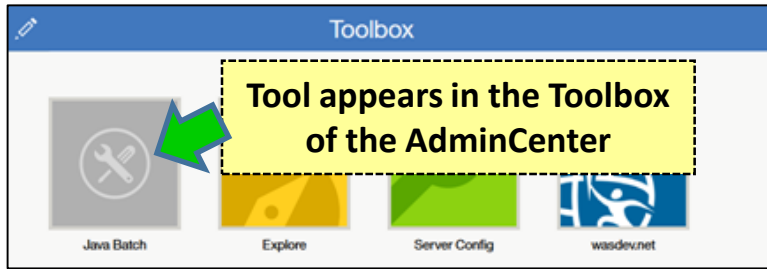 Toolbox
Tool appears in the Toolbox
of the AdminCenter
Java Batch
Explore
Server Config
wasdev.net